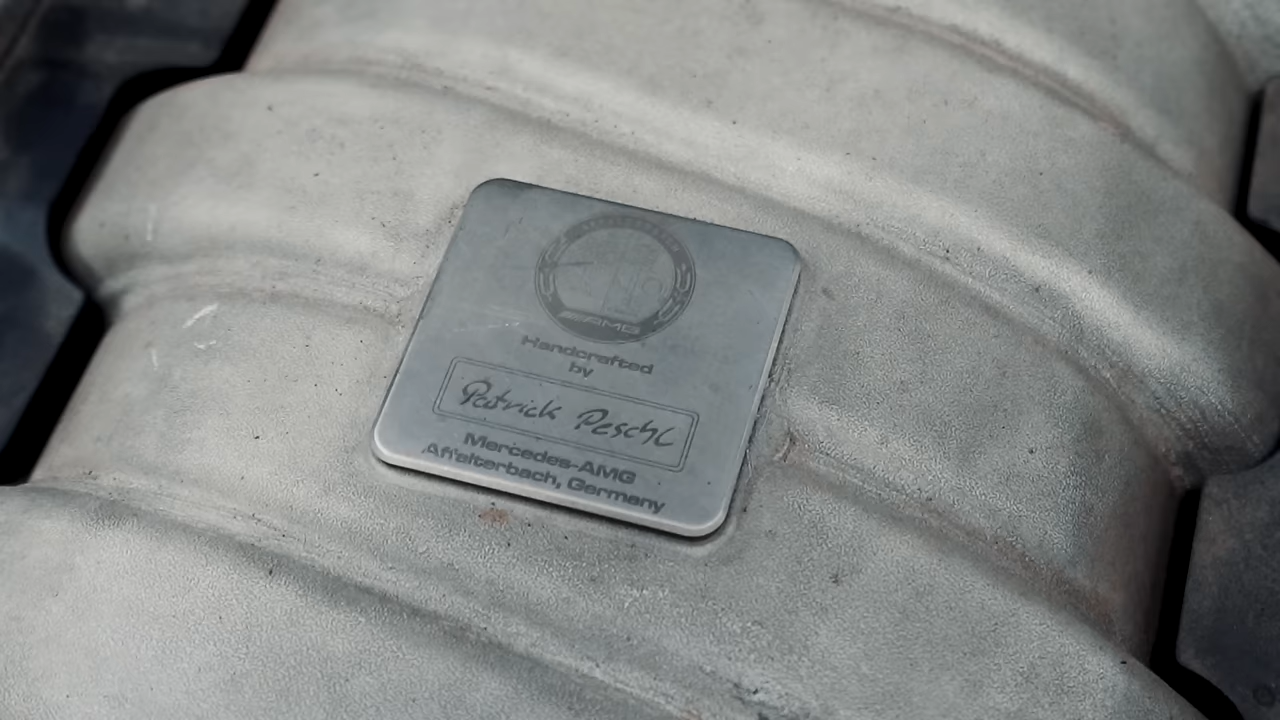 AMG
Handcrafted
by
Patrick Peschl
Mercedes-AMG
Affalterbach, Germany